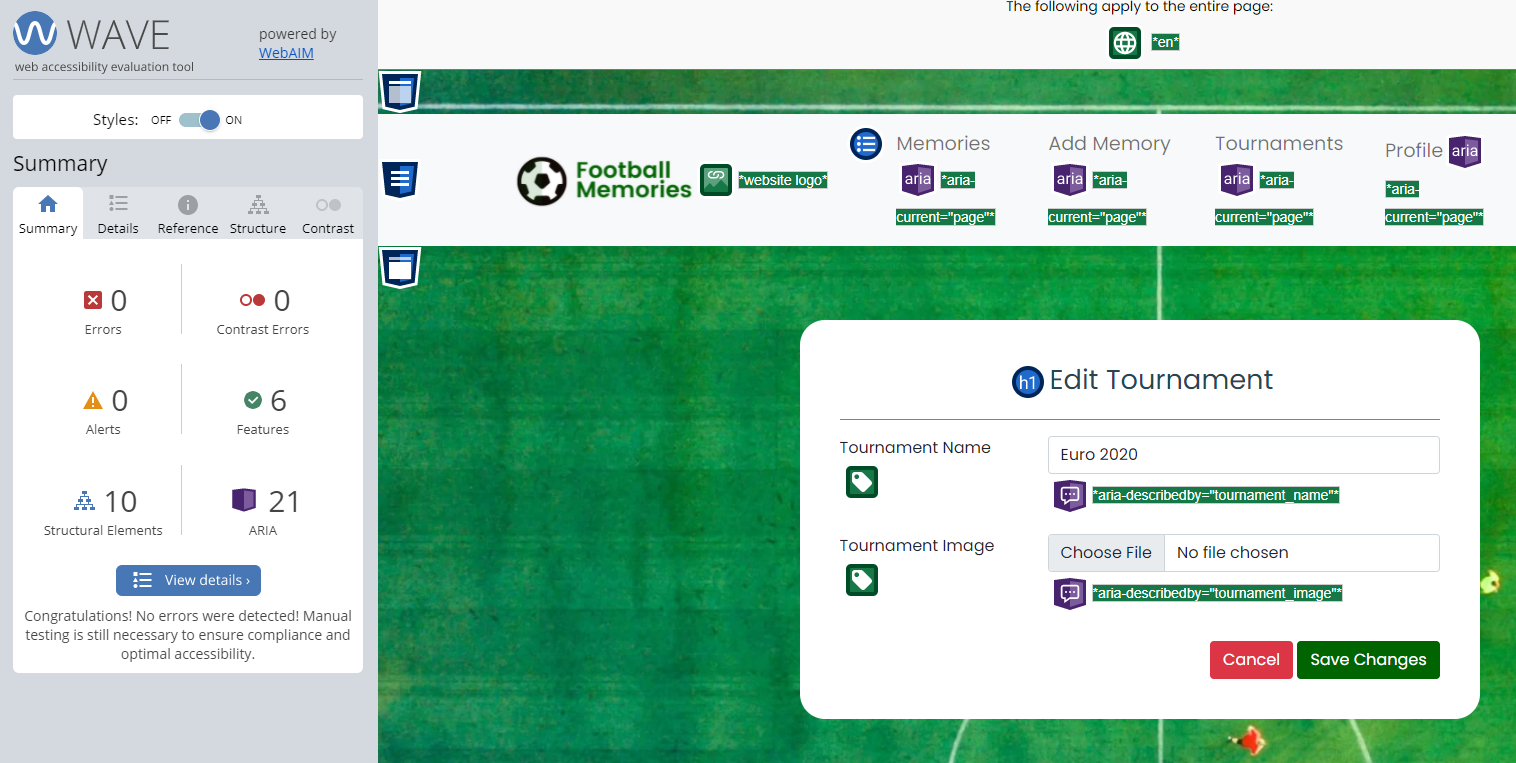 WAVE
powered by
WebAIM
web accessibility evaluation tool
Styles: OFF ON
Summary
Summary Details Reference Structure Contrast
0 0
Errors Contrast Errors
0 6
Alerts Features
10 21
Structural Elements ARIA
View details ›
Congratulations! No errors were detected! Manual
testing is still necessary to ensure compliance and
optimal accessibility.
The following apply to the entire page:
*en*
Football
Memories
*website logo*
Memories
aria *aria-
current="page"*
Add Memory
aria *aria-
current="page"*
Tournaments
aria *aria-
current="page"*
Profile aria
*aria-
current="page"*
h1 Edit Tournament
Tournament Name
Euro 2020
*aria-describedby="tournament_name"*
Tournament Image
Choose File No file chosen
*aria-describedby="tournament_image"*
Cancel Save Changes